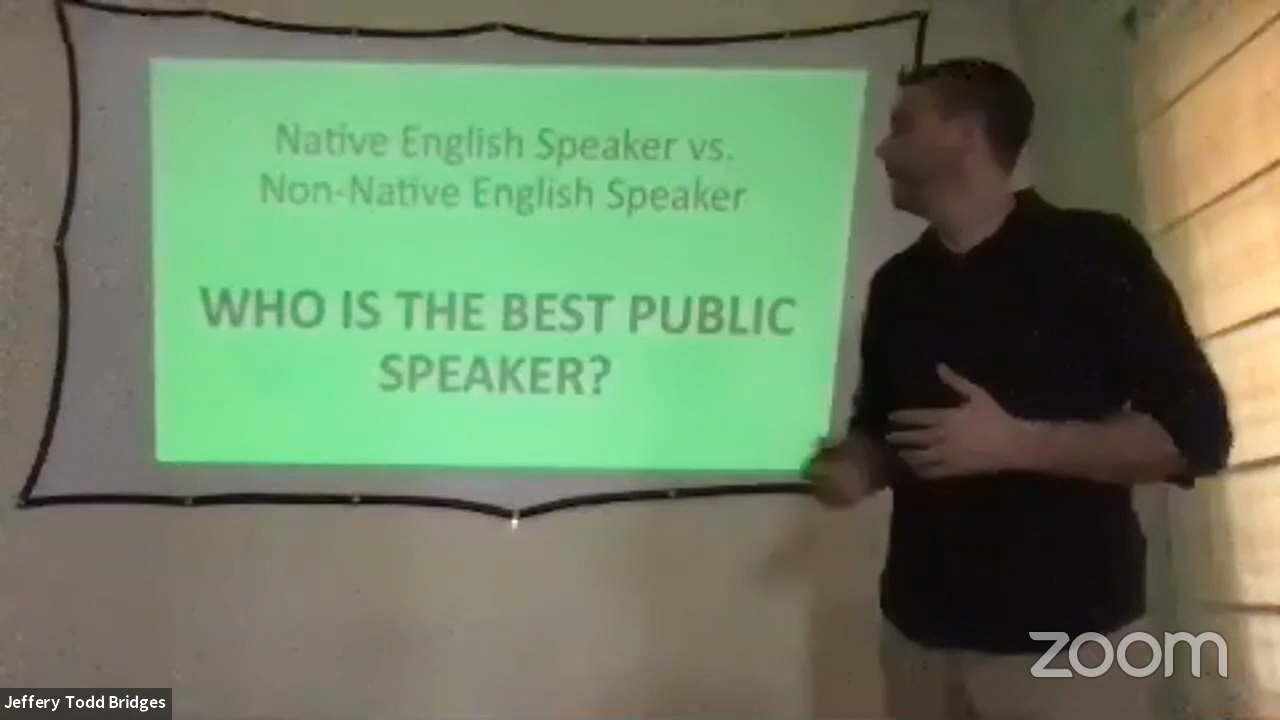 Native English Speaker vs.
Non-Native English Speaker
WHO IS THE BEST PUBLIC
SPEAKER?
zoom
Jeffery Todd Bridges